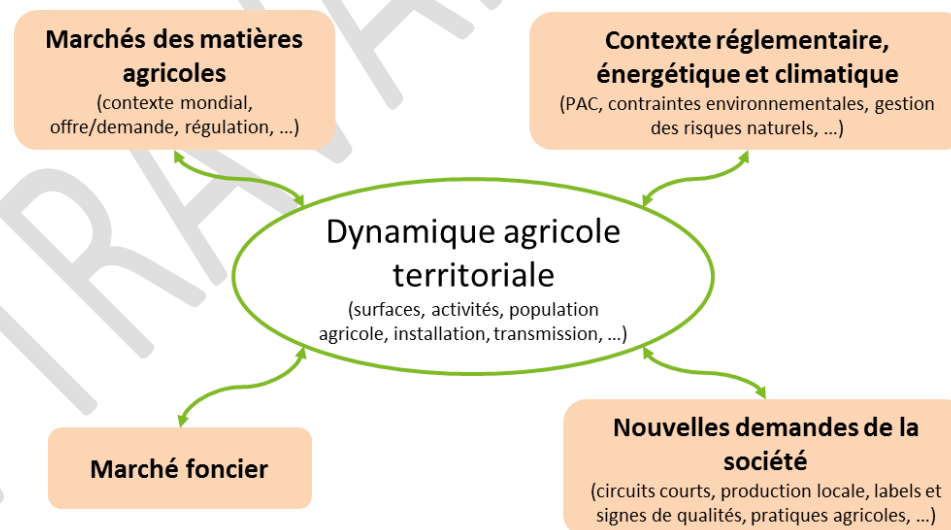 Marchés des matières
agricoles
(contexte mondial,
offre/demande, régulation, ...)
Contexte réglementaire,
énergétique et climatique
(PAC, contraintes environnementales, gestion
des risques naturels, ...)
Dynamique agricole
territoriale
(surfaces, activités, population
agricole, installation, transmission, ...)
Marché foncier
Nouvelles demandes de la
société
(circuits courts, production locale, labels et
signes de qualités, pratiques agricoles, ...)
TRAVA